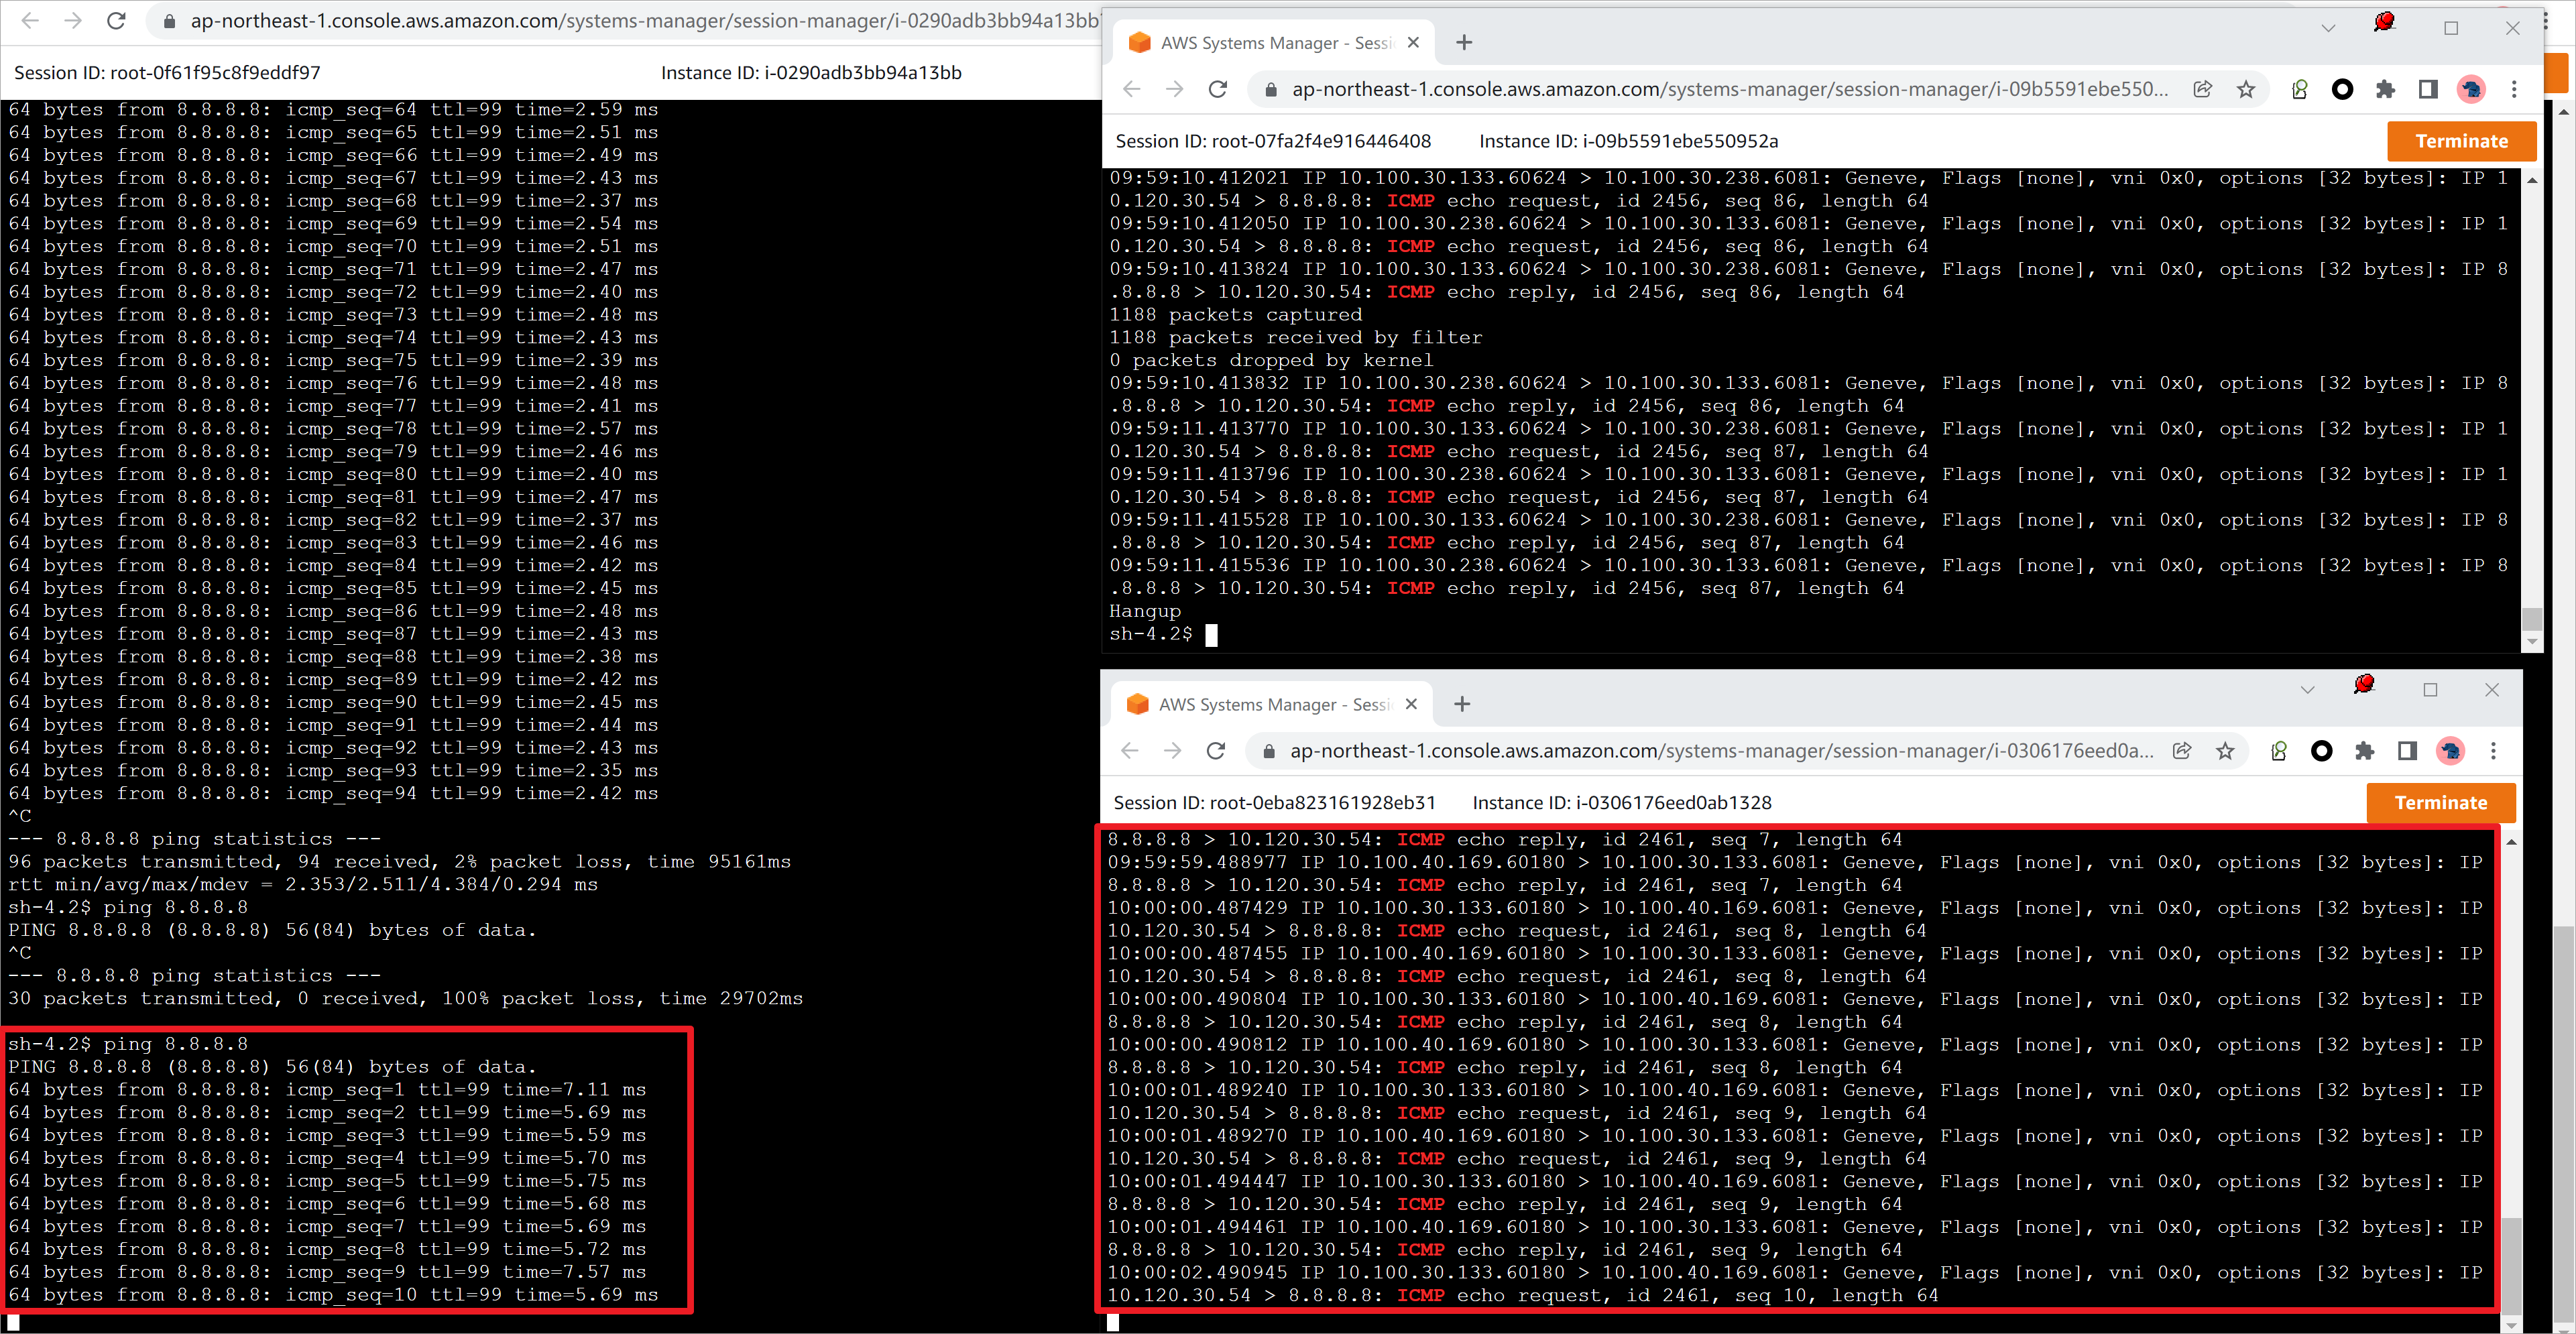 ap-northeast-1.console.aws.amazon.com/systems-manager/session-manager/i-0290adb3bb94a13bb
Session ID: root-0f61f95c8f9eddf97 Instance ID: i-0290adb3bb94a13bb
64 bytes from 8.8.8.8: icmp_seq=64 ttl=99 time=2.59 ms
64 bytes from 8.8.8.8: icmp_seq=65 ttl=99 time=2.51 ms
64 bytes from 8.8.8.8: icmp_seq=66 ttl=99 time=2.49 ms
64 bytes from 8.8.8.8: icmp_seq=67 ttl=99 time=2.43 ms
64 bytes from 8.8.8.8: icmp_seq=68 ttl=99 time=2.37 ms
64 bytes from 8.8.8.8: icmp_seq=69 ttl=99 time=2.54 ms
64 bytes from 8.8.8.8: icmp_seq=70 ttl=99 time=2.51 ms
64 bytes from 8.8.8.8: icmp_seq=71 ttl=99 time=2.47 ms
64 bytes from 8.8.8.8: icmp_seq=72 ttl=99 time=2.40 ms
64 bytes from 8.8.8.8: icmp_seq=73 ttl=99 time=2.48 ms
64 bytes from 8.8.8.8: icmp_seq=74 ttl=99 time=2.43 ms
64 bytes from 8.8.8.8: icmp_seq=75 ttl=99 time=2.39 ms
64 bytes from 8.8.8.8: icmp_seq=76 ttl=99 time=2.48 ms
64 bytes from 8.8.8.8: icmp_seq=77 ttl=99 time=2.41 ms
64 bytes from 8.8.8.8: icmp_seq=78 ttl=99 time=2.57 ms
64 bytes from 8.8.8.8: icmp_seq=79 ttl=99 time=2.46 ms
64 bytes from 8.8.8.8: icmp_seq=80 ttl=99 time=2.40 ms
64 bytes from 8.8.8.8: icmp_seq=81 ttl=99 time=2.47 ms
64 bytes from 8.8.8.8: icmp_seq=82 ttl=99 time=2.37 ms
64 bytes from 8.8.8.8: icmp_seq=83 ttl=99 time=2.46 ms
64 bytes from 8.8.8.8: icmp_seq=84 ttl=99 time=2.42 ms
64 bytes from 8.8.8.8: icmp_seq=85 ttl=99 time=2.45 ms
64 bytes from 8.8.8.8: icmp_seq=86 ttl=99 time=2.48 ms
64 bytes from 8.8.8.8: icmp_seq=87 ttl=99 time=2.43 ms
64 bytes from 8.8.8.8: icmp_seq=88 ttl=99 time=2.38 ms
64 bytes from 8.8.8.8: icmp_seq=89 ttl=99 time=2.42 ms
64 bytes from 8.8.8.8: icmp_seq=90 ttl=99 time=2.45 ms
64 bytes from 8.8.8.8: icmp_seq=91 ttl=99 time=2.44 ms
64 bytes from 8.8.8.8: icmp_seq=92 ttl=99 time=2.43 ms
64 bytes from 8.8.8.8: icmp_seq=93 ttl=99 time=2.35 ms
64 bytes from 8.8.8.8: icmp_seq=94 ttl=99 time=2.42 ms
^C
--- 8.8.8.8 ping statistics ---
96 packets transmitted, 94 received, 2% packet loss, time 95161ms
rtt min/avg/max/mdev = 2.353/2.511/4.384/0.294 ms
sh-4.2$ ping 8.8.8.8
PING 8.8.8.8 (8.8.8.8) 56(84) bytes of data.
^C
--- 8.8.8.8 ping statistics ---
30 packets transmitted, 0 received, 100% packet loss, time 29702ms
sh-4.2$ ping 8.8.8.8
PING 8.8.8.8 (8.8.8.8) 56(84) bytes of data.
64 bytes from 8.8.8.8: icmp_seq=1 ttl=99 time=7.11 ms
64 bytes from 8.8.8.8: icmp_seq=2 ttl=99 time=5.69 ms
64 bytes from 8.8.8.8: icmp_seq=3 ttl=99 time=5.59 ms
64 bytes from 8.8.8.8: icmp_seq=4 ttl=99 time=5.70 ms
64 bytes from 8.8.8.8: icmp_seq=5 ttl=99 time=5.75 ms
64 bytes from 8.8.8.8: icmp_seq=6 ttl=99 time=5.68 ms
64 bytes from 8.8.8.8: icmp_seq=7 ttl=99 time=5.69 ms
64 bytes from 8.8.8.8: icmp_seq=8 ttl=99 time=5.72 ms
64 bytes from 8.8.8.8: icmp_seq=9 ttl=99 time=7.57 ms
64 bytes from 8.8.8.8: icmp_seq=10 ttl=99 time=5.69 ms
AWS Systems Manager - Sessi
ap-northeast-1.console.aws.amazon.com/systems-manager/session-manager/i-09b5591ebe550...
Session ID: root-07fa2f4e916446408 Instance ID: i-09b5591ebe550952a Terminate
09:59:10.412021 IP 10.100.30.133.60624 > 10.100.30.238.6081: Geneve, Flags [none], vni 0x0, options [32 bytes]: IP 1
0.120.30.54 > 8.8.8.8: ICMP echo request, id 2456, seq 86, length 64
09:59:10.412050 IP 10.100.30.238.60624 > 10.100.30.133.6081: Geneve, Flags [none], vni 0x0, options [32 bytes]: IP 1
0.120.30.54 > 8.8.8.8: ICMP echo request, id 2456, seq 86, length 64
09:59:10.413824 IP 10.100.30.133.60624 > 10.100.30.238.6081: Geneve, Flags [none], vni 0x0, options [32 bytes]: IP 8
.8.8.8 > 10.120.30.54: ICMP echo reply, id 2456, seq 86, length 64
1188 packets captured
1188 packets received by filter
0 packets dropped by kernel
09:59:10.413832 IP 10.100.30.238.60624 > 10.100.30.133.6081: Geneve, Flags [none], vni 0x0, options [32 bytes]: IP 8
.8.8.8 > 10.120.30.54: ICMP echo reply, id 2456, seq 86, length 64
09:59:11.413770 IP 10.100.30.133.60624 > 10.100.30.238.6081: Geneve, Flags [none], vni 0x0, options [32 bytes]: IP 1
0.120.30.54 > 8.8.8.8: ICMP echo request, id 2456, seq 87, length 64
09:59:11.413796 IP 10.100.30.238.60624 > 10.100.30.133.6081: Geneve, Flags [none], vni 0x0, options [32 bytes]: IP 1
0.120.30.54 > 8.8.8.8: ICMP echo request, id 2456, seq 87, length 64
09:59:11.415528 IP 10.100.30.133.60624 > 10.100.30.238.6081: Geneve, Flags [none], vni 0x0, options [32 bytes]: IP 8
.8.8.8 > 10.120.30.54: ICMP echo reply, id 2456, seq 87, length 64
09:59:11.415536 IP 10.100.30.238.60624 > 10.100.30.133.6081: Geneve, Flags [none], vni 0x0, options [32 bytes]: IP 8
.8.8.8 > 10.120.30.54: ICMP echo reply, id 2456, seq 87, length 64
Hangup
sh-4.2$
AWS Systems Manager - Sessi
ap-northeast-1.console.aws.amazon.com/systems-manager/session-manager/i-0306176eed0a...
Session ID: root-0eba823161928eb31 Instance ID: i-0306176eed0ab1328 Terminate
8.8.8.8 > 10.120.30.54: ICMP echo reply, id 2461, seq 7, length 64
09:59:59.488977 IP 10.100.40.169.60180 > 10.100.30.133.6081: Geneve, Flags [none], vni 0x0, options [32 bytes]: IP
8.8.8.8 > 10.120.30.54: ICMP echo reply, id 2461, seq 7, length 64
10:00:00.487429 IP 10.100.30.133.60180 > 10.100.40.169.6081: Geneve, Flags [none], vni 0x0, options [32 bytes]: IP
10.120.30.54 > 8.8.8.8: ICMP echo request, id 2461, seq 8, length 64
10:00:00.487455 IP 10.100.40.169.60180 > 10.100.30.133.6081: Geneve, Flags [none], vni 0x0, options [32 bytes]: IP
10.120.30.54 > 8.8.8.8: ICMP echo request, id 2461, seq 8, length 64
10:00:00.490804 IP 10.100.30.133.60180 > 10.100.40.169.6081: Geneve, Flags [none], vni 0x0, options [32 bytes]: IP
8.8.8.8 > 10.120.30.54: ICMP echo reply, id 2461, seq 8, length 64
10:00:00.490812 IP 10.100.40.169.60180 > 10.100.30.133.6081: Geneve, Flags [none], vni 0x0, options [32 bytes]: IP
8.8.8.8 > 10.120.30.54: ICMP echo reply, id 2461, seq 8, length 64
10:00:01.489240 IP 10.100.30.133.60180 > 10.100.40.169.6081: Geneve, Flags [none], vni 0x0, options [32 bytes]: IP
10.120.30.54 > 8.8.8.8: ICMP echo request, id 2461, seq 9, length 64
10:00:01.489270 IP 10.100.40.169.60180 > 10.100.30.133.6081: Geneve, Flags [none], vni 0x0, options [32 bytes]: IP
10.120.30.54 > 8.8.8.8: ICMP echo request, id 2461, seq 9, length 64
10:00:01.494447 IP 10.100.30.133.60180 > 10.100.40.169.6081: Geneve, Flags [none], vni 0x0, options [32 bytes]: IP
8.8.8.8 > 10.120.30.54: ICMP echo reply, id 2461, seq 9, length 64
10:00:01.494461 IP 10.100.40.169.60180 > 10.100.30.133.6081: Geneve, Flags [none], vni 0x0, options [32 bytes]: IP
8.8.8.8 > 10.120.30.54: ICMP echo reply, id 2461, seq 9, length 64
10:00:02.490945 IP 10.100.30.133.60180 > 10.100.40.169.6081: Geneve, Flags [none], vni 0x0, options [32 bytes]: IP
10.120.30.54 > 8.8.8.8: ICMP echo request, id 2461, seq 10, length 64